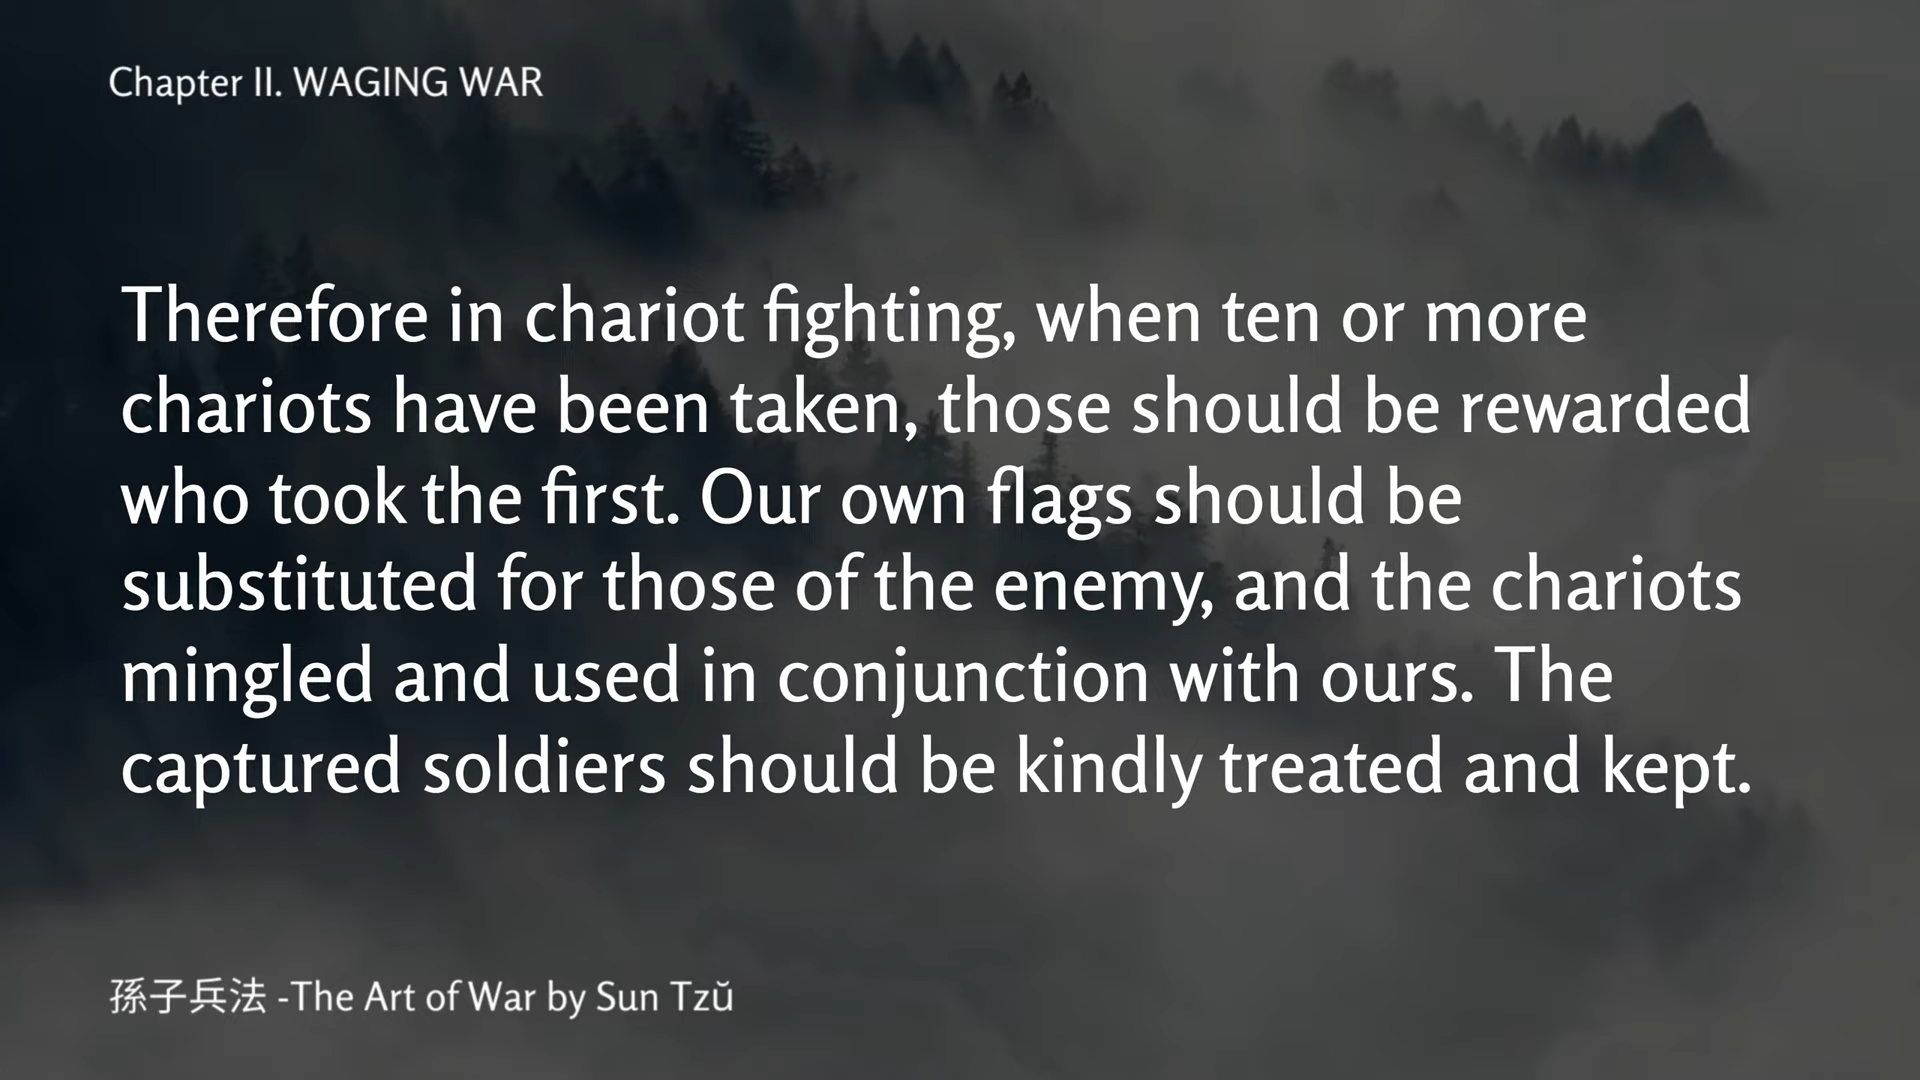 Chapter II. WAGING WAR
Therefore in chariot fighting, when ten or more
chariots have been taken, those should be rewarded
who took the first. Our own flags should be
substituted for those of the enemy, and the chariots
mingled and used in conjunction with ours. The
captured soldiers should be kindly treated and kept.
孫子兵法 -The Art of War by Sun Tzŭ